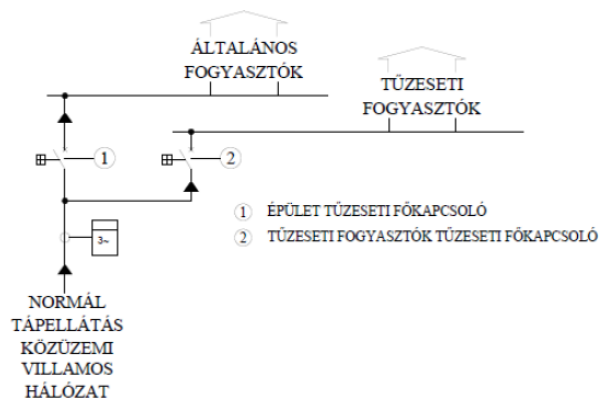 ÁLTALÁNOS
FOGYASZTÓK
TŰZESETI
FOGYASZTÓK
1
2
1 ÉPÜLET TŰZESETI FŐKAPCSOLÓ
2 TŰZESETI FOGYASZTÓK TŰZESETI FŐKAPCSOLÓ
3~
NORMÁL
TÁPELLÁTÁS
KÖZÜZEMI
VILLAMOS
HÁLÓZAT